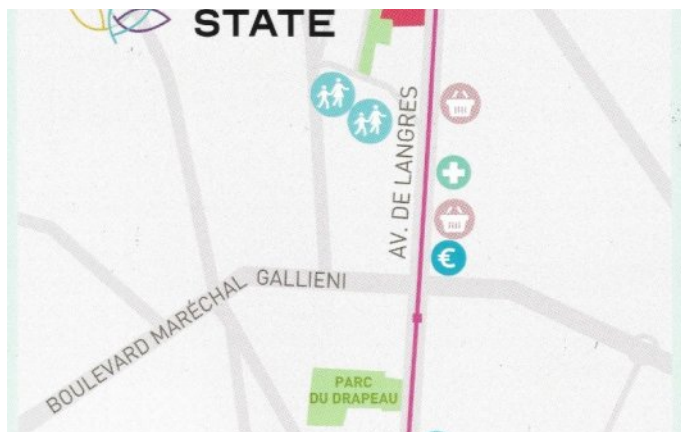 STATE
AV. DE LANGRES
€
BOULEVARD MARÉCHAL GALLIENI
PARC
DU DRAPEAU